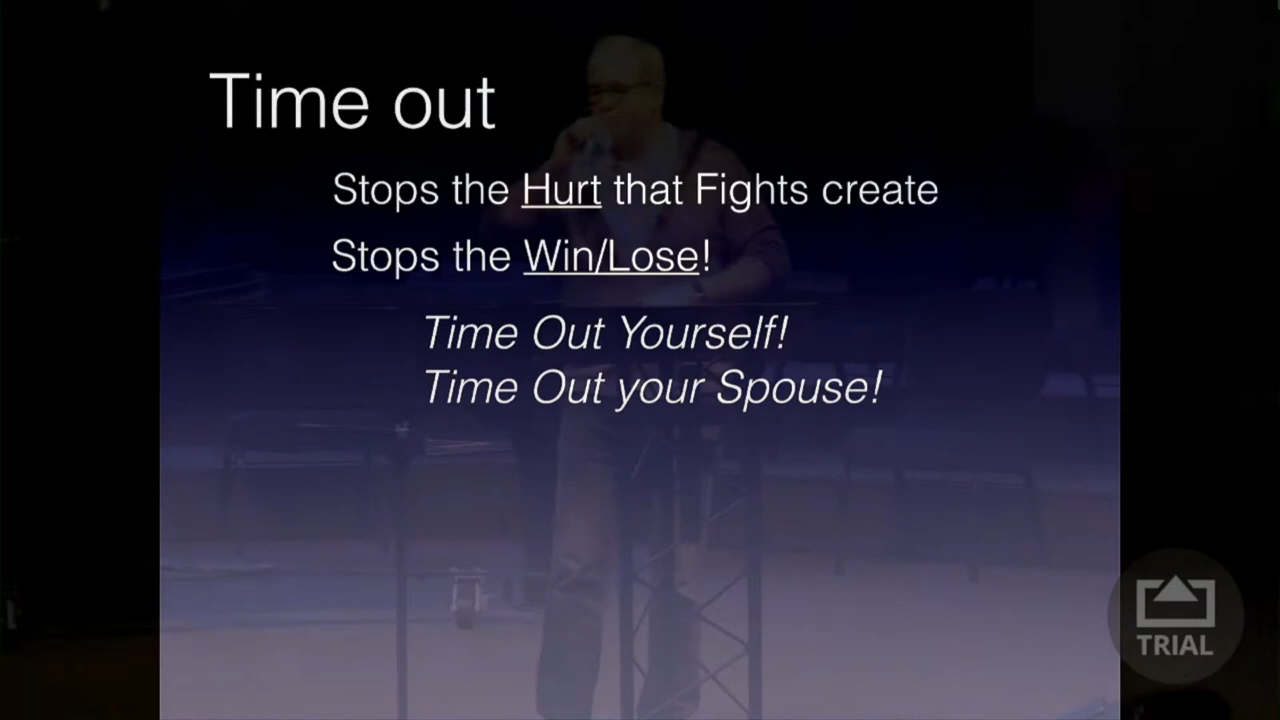 Time out
Stops the Hurt that Fights create
Stops the Win/Lose!
Time Out Yourself!
Time Out your Spouse!
TRIAL